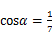 cosα = 1/7